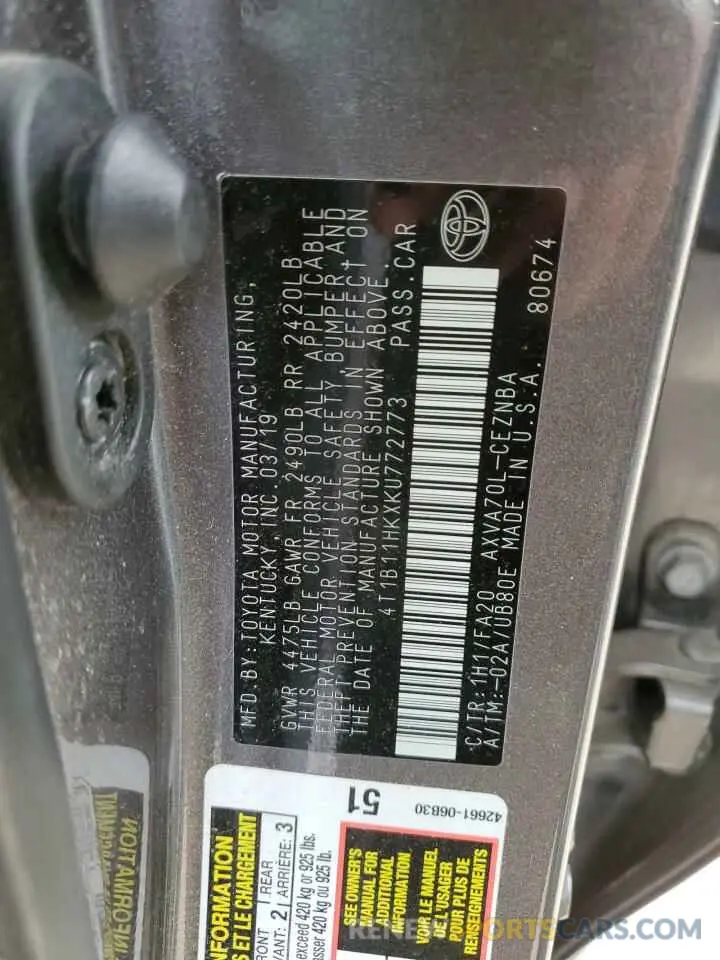 MFD.BY:TOYOTA MOTOR MANUFACTURING,
KENTUCKY, INC. 03/19
GVWR 4475LB GAWR FR 2490LB RR 2420LB
THIS VEHICLE CONFORMS TO ALL APPLICABLE
FEDERAL MOTOR VEHICLE SAFETY, BUMPER AND
THEFT PREVENTION STANDARDS IN EFFECT ON
THE DATE OF MANUFACTURE SHOWN ABOVE.
4T1B11HKXKU772773 PASS CAR
C/TR:1H1/FA20 AXVA70L-CEZNBA
A/TM:-02A/UB80E MADE IN U.S.A.
80674
51
42661-06B30
INFORMATION
S ET LE CHARGEMENT
FRONT
VANT: 2
REAR
ARRIÈRE: 3
exceed 420 kg or 925 lbs.
asser 420 kg ou 925 lb.
SEE OWNER'S
MANUAL FOR
ADDITIONAL
INFORMATION
VOIR LE MANUEL
DE L'USAGER
POUR PLUS DE
RENSEIGNEMENTS
INFORMATION
RENEWSPORTSCARS.COM